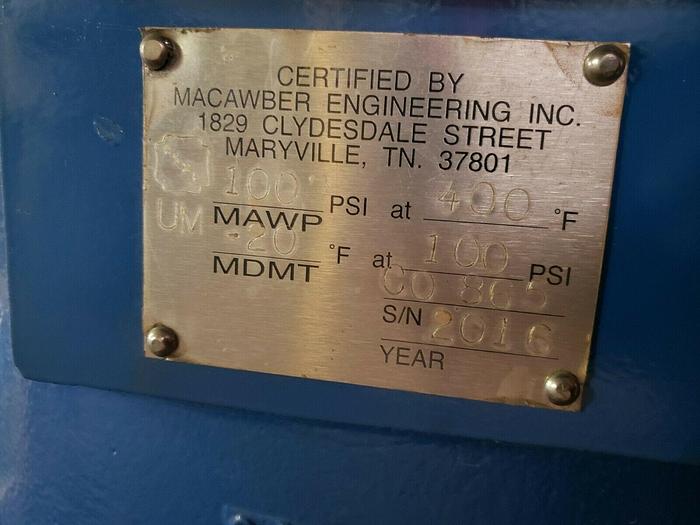 CERTIFIED BY
MACAWBER ENGINEERING INC.
1829 CLYDESDALE STREET
MARYVILLE, TN. 37801
UM
100 PSI at 400 °F
MAWP
-20 °F at 100 PSI
MDMT
CO 865
S/N
2016
YEAR